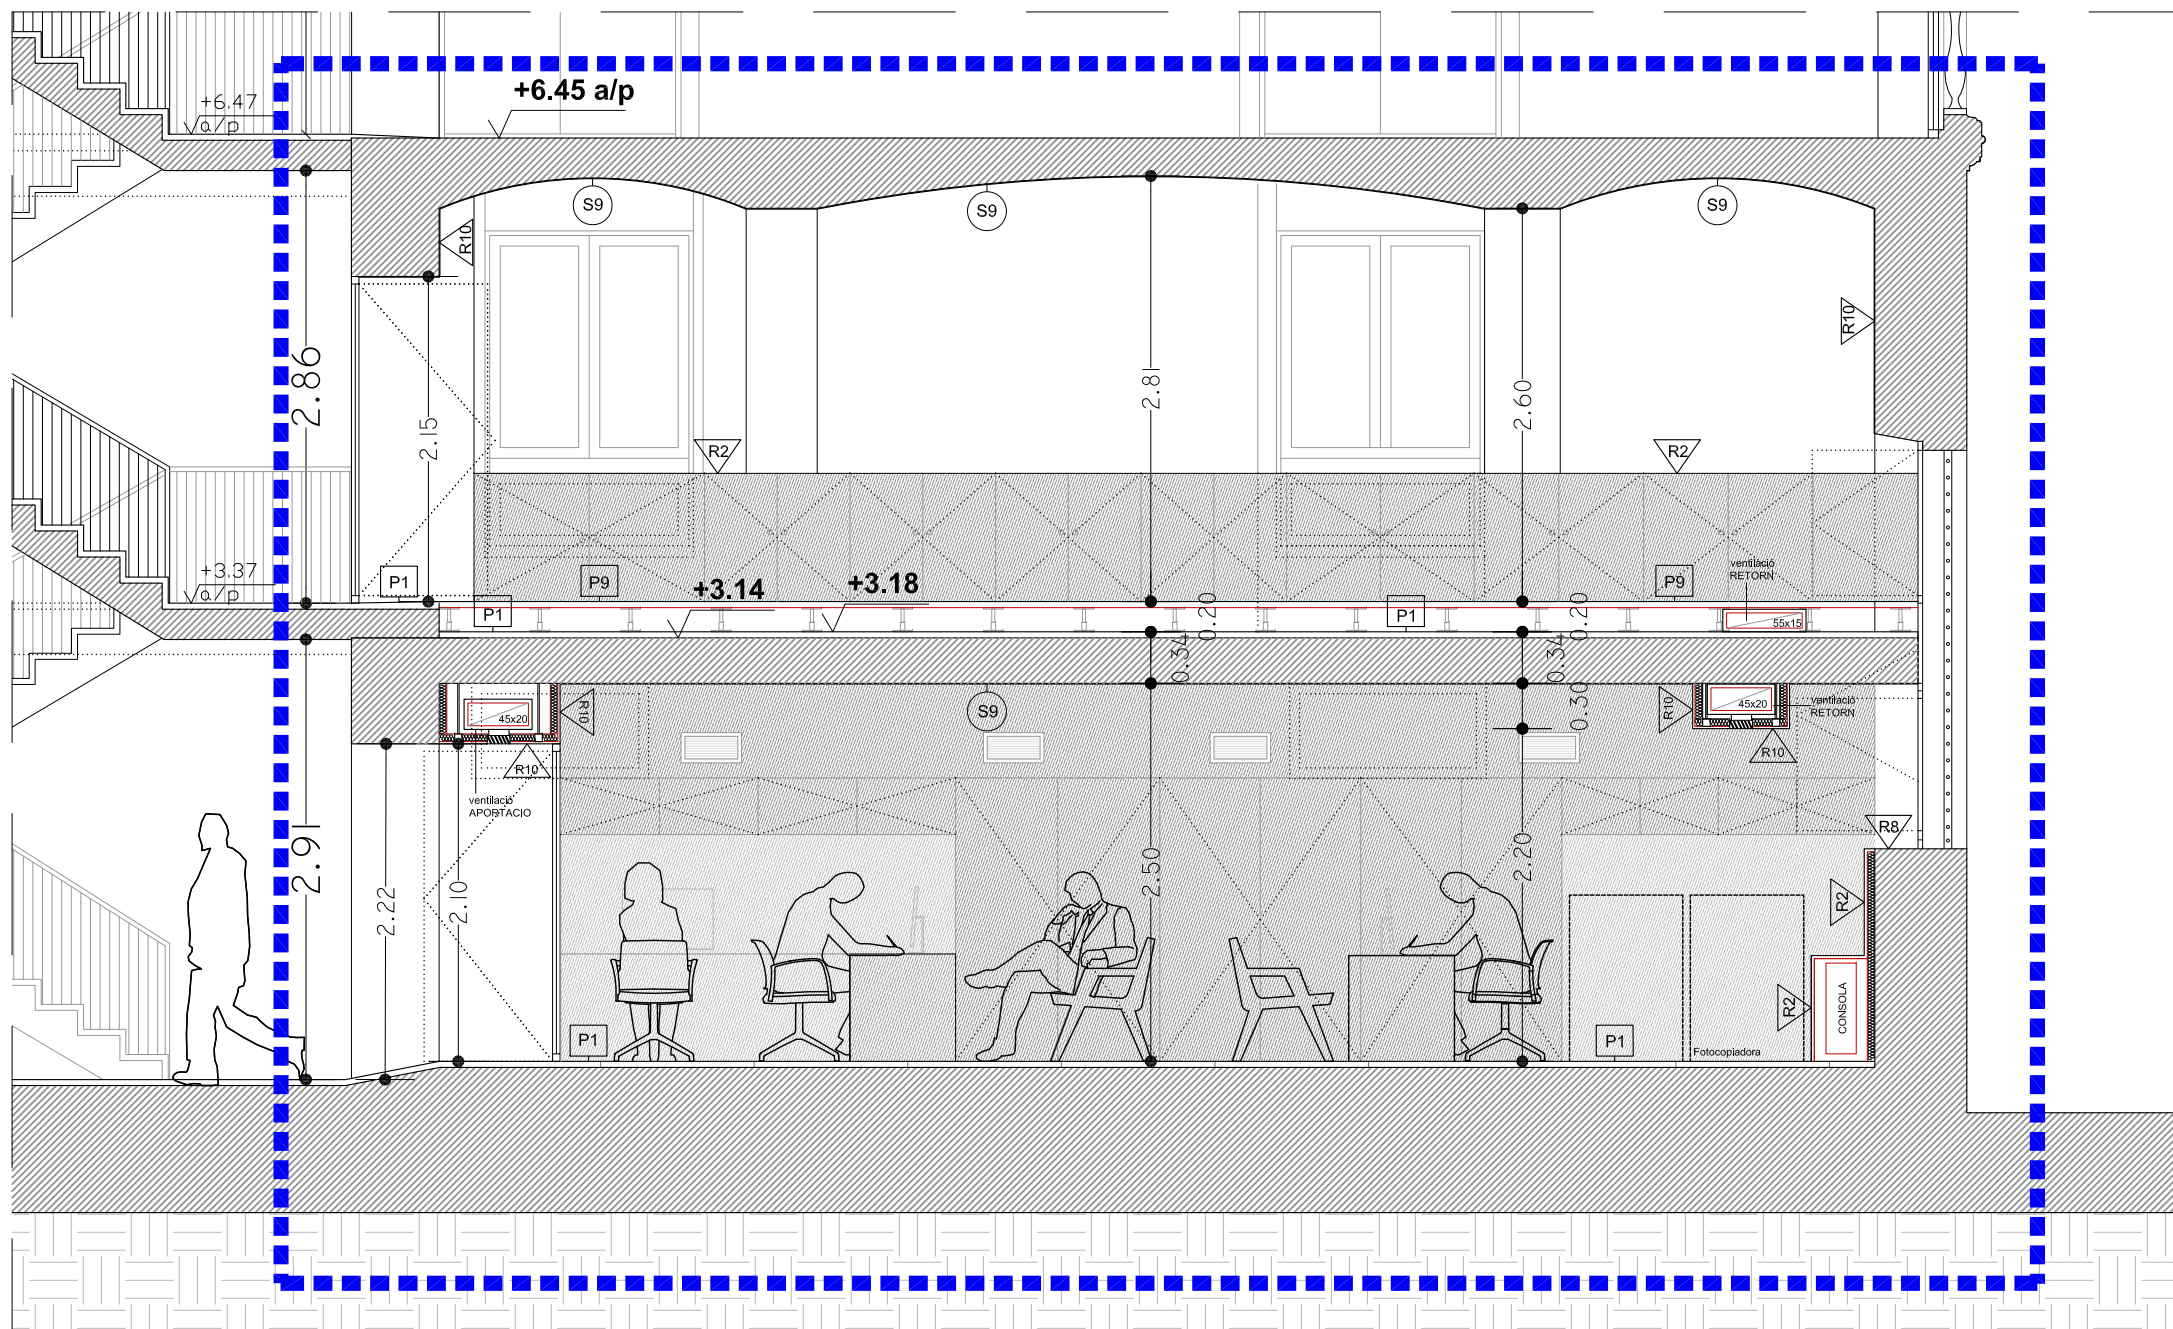 +6.47
a/p
+6.45 a/p
S9
S9
S9
R10
R10
2.86
2.15
2.81
2.60
R2
R2
+3.37
a/p
P1
P9
+3.14
+3.18
P9
ventilació
RETORN
P1
P1
0.20
0.20
55x15
0.34
0.34
45x20
R10
S9
0.30
R10
45x20
ventilació
RETORN
R10
R10
ventilació
APORTACIO
R8
2.91
2.22
2.10
2.50
2.20
R2
R2
CONSOLA
P1
P1
Fotocopiadora